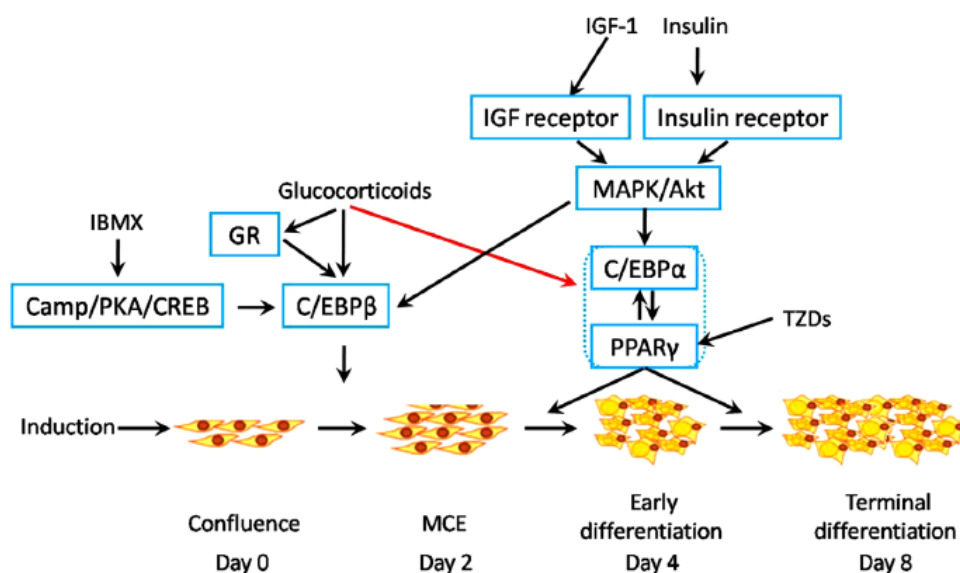 IGF-1 Insulin
IGF receptor Insulin receptor
Glucocorticoids MAPK/Akt
IBMX GR
C/EBPα
Camp/PKA/CREB C/EBPβ
PPARγ TZDs
Induction
Confluence MCE Early differentiation Terminal differentiation
Day 0 Day 2 Day 4 Day 8